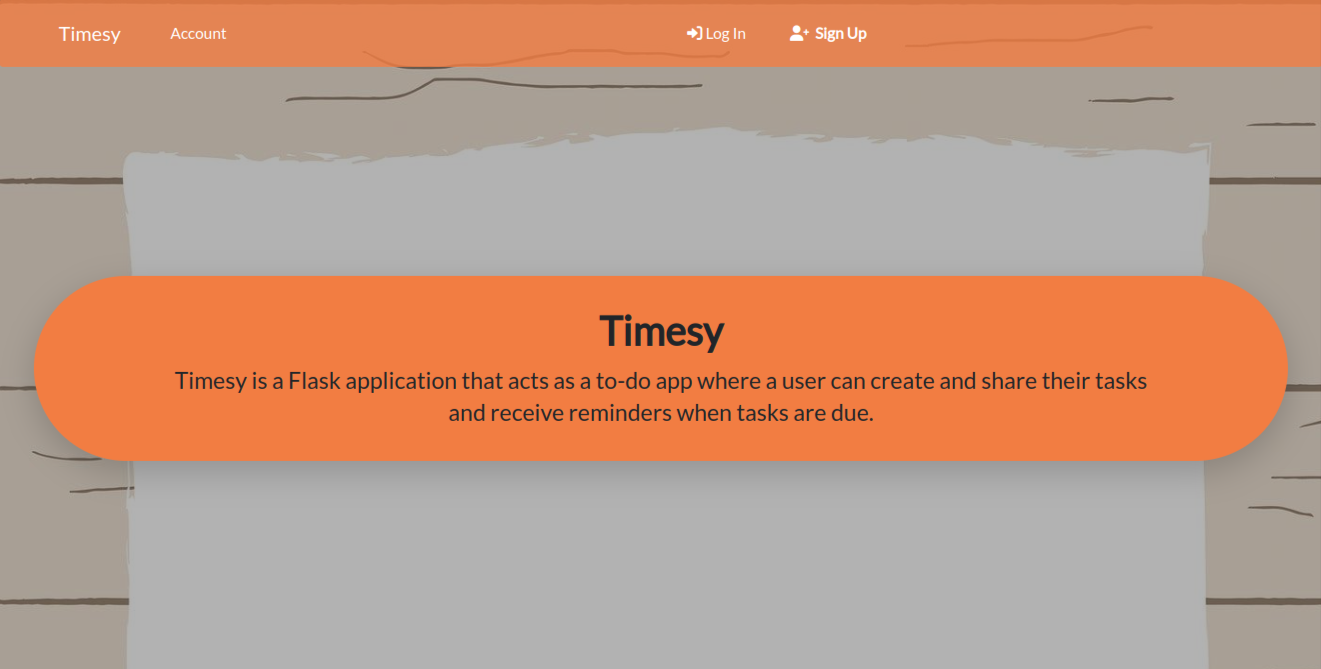 Timesy Account Log In Sign Up
Timesy
Timesy is a Flask application that acts as a to-do app where a user can create and share their tasks
and receive reminders when tasks are due.